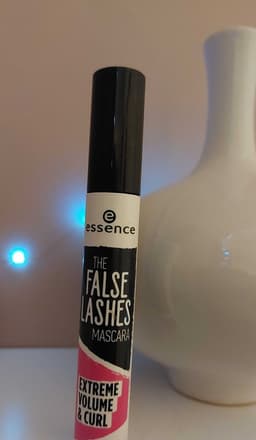 essence
THE
FALSE
LASHES
MASCARA
EXTREME
VOLUME
& CURL